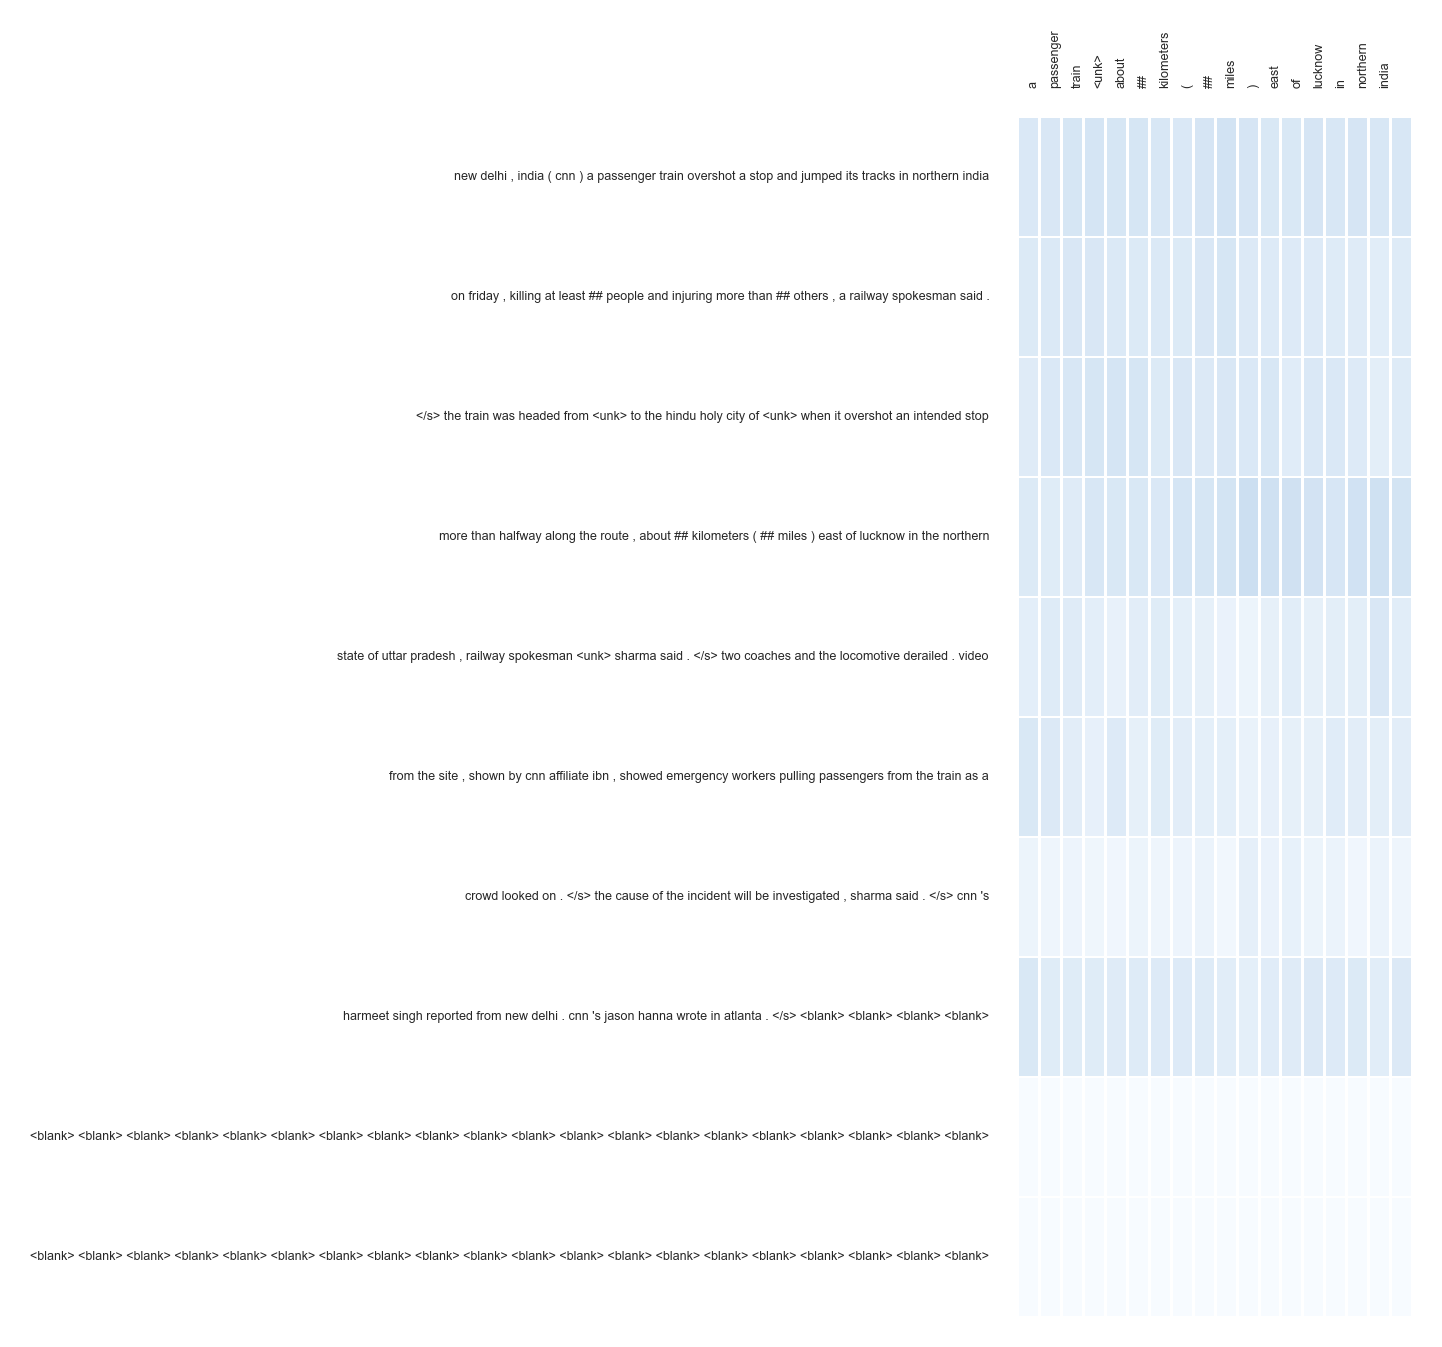 a
passenger
train
<unk>
about
##
kilometers
(
##
miles
)
east
of
lucknow
in
northern
india
new delhi , india ( cnn ) a passenger train overshot a stop and jumped its tracks in northern india
on friday , killing at least ## people and injuring more than ## others , a railway spokesman said .
</s> the train was headed from <unk> to the hindu holy city of <unk> when it overshot an intended stop
more than halfway along the route , about ## kilometers ( ## miles ) east of lucknow in the northern
state of uttar pradesh , railway spokesman <unk> sharma said . </s> two coaches and the locomotive derailed . video
from the site , shown by cnn affiliate ibn , showed emergency workers pulling passengers from the train as a
crowd looked on . </s> the cause of the incident will be investigated , sharma said . </s> cnn 's
harmeet singh reported from new delhi . cnn 's jason hanna wrote in atlanta . </s> <blank> <blank> <blank> <blank>
<blank> <blank> <blank> <blank> <blank> <blank> <blank> <blank> <blank> <blank> <blank> <blank> <blank> <blank> <blank> <blank> <blank> <blank> <blank> <blank>
<blank> <blank> <blank> <blank> <blank> <blank> <blank> <blank> <blank> <blank> <blank> <blank> <blank> <blank> <blank> <blank> <blank> <blank> <blank> <blank>